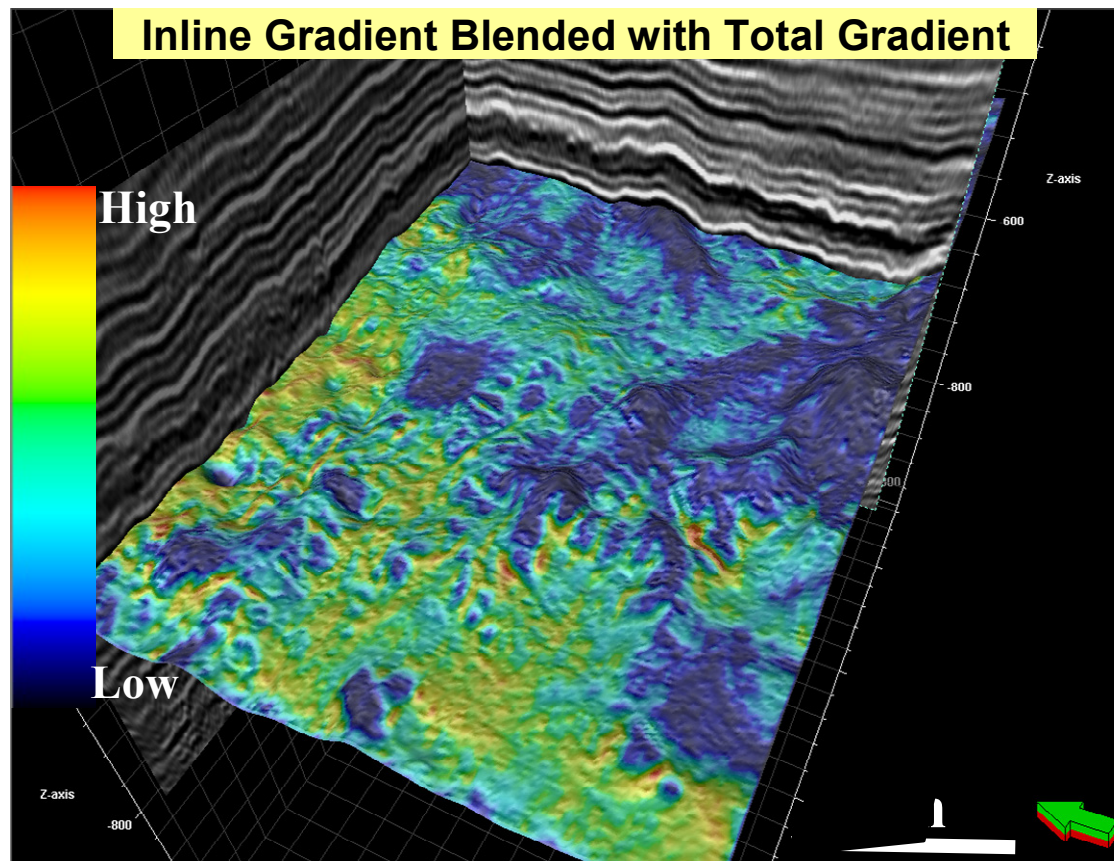 Inline Gradient Blended with Total Gradient
High
Z-axis
600
-800
Low
Z-axis
-800